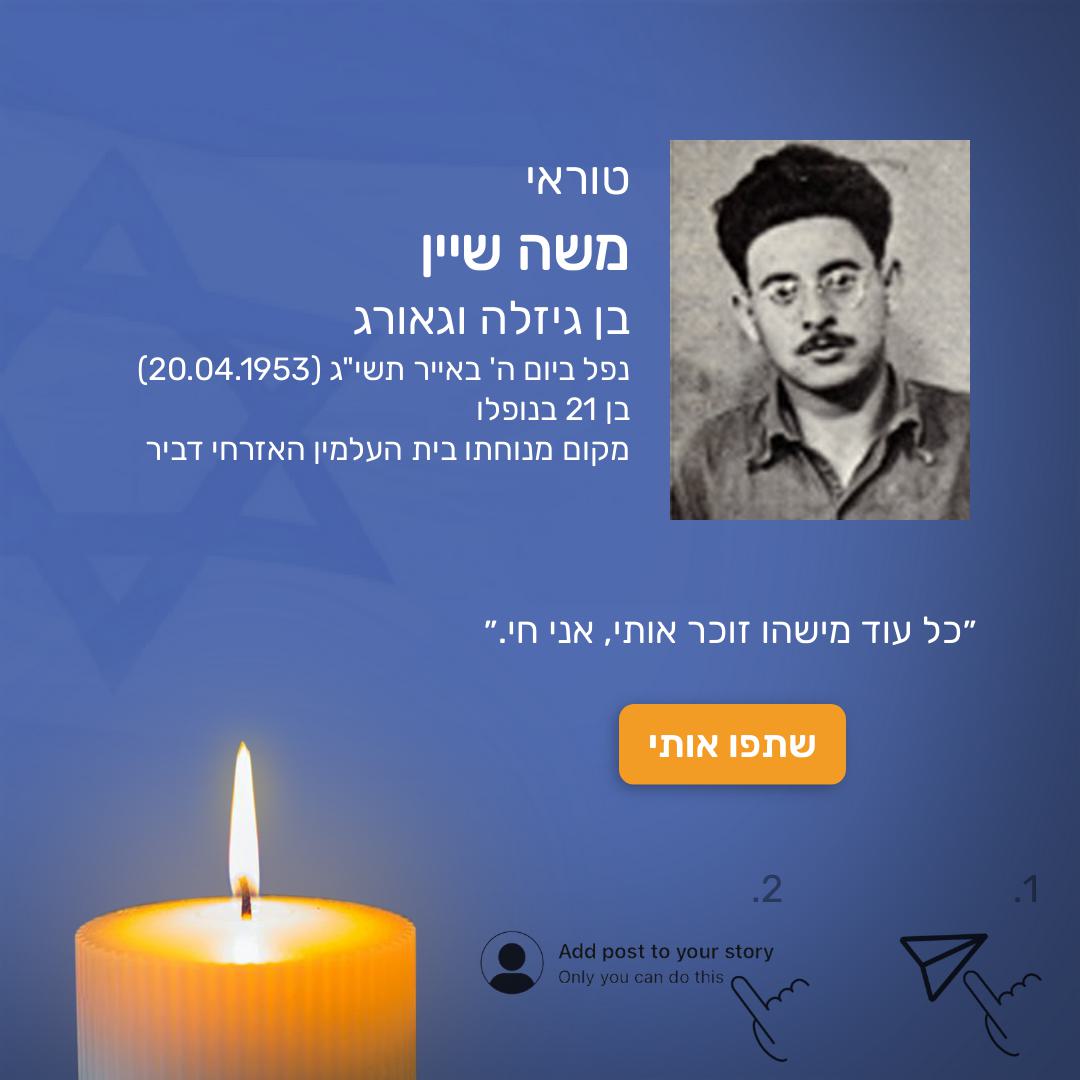 טוראי
משה שיין
בן גיזלה וגאורג
נפל ביום ה' באייר תשי"ג (20.04.1953)
בן 21 בנופלו
מקום מנוחתו בית העלמין האזרחי דביר
״כל עוד מישהו זוכר אותי, אני חי.״
שתפו אותי
1.
2.
Add post to your story
Only you can do this